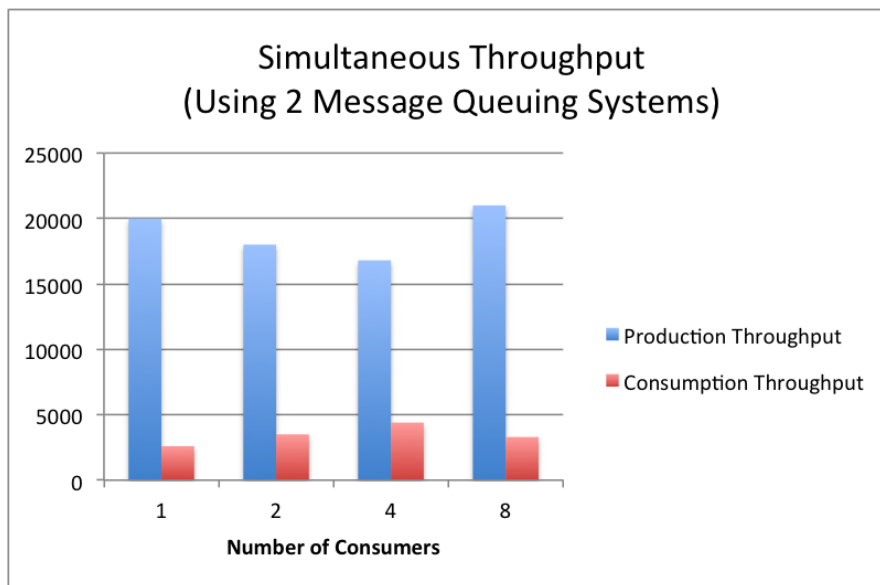 Simultaneous Throughput
(Using 2 Message Queuing Systems)
25000
20000
15000
10000
5000
0
1 2 4 8
Number of Consumers
Production Throughput
Consumption Throughput